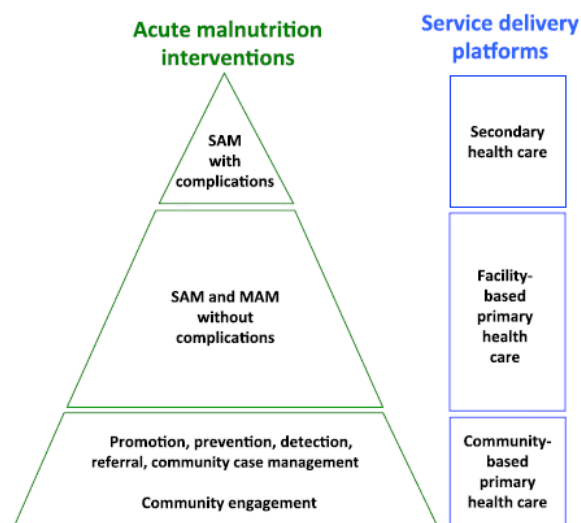 Acute malnutrition
interventions
Service delivery
platforms
SAM
with
complications
Secondary
health care
SAM and MAM
without
complications
Facility-
based
primary
health
care
Promotion, prevention, detection,
referral, community case management
Community engagement
Community-
based
primary
health care